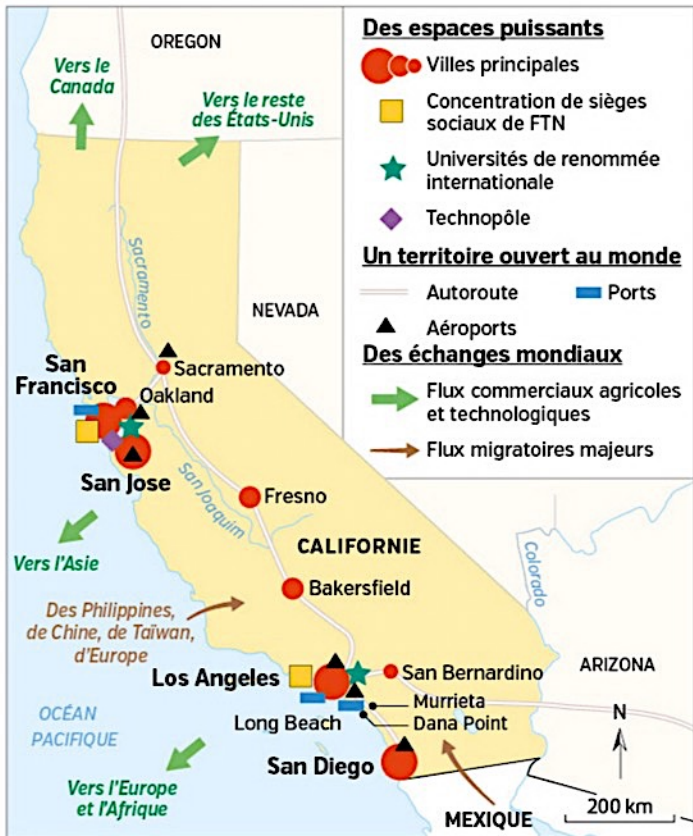 OREGON
Vers le
Canada
Vers le reste
des États-Unis
Sacramento
NEVADA
San
Francisco
Sacramento
Oakland
San Jose
San Joaquim
Fresno
Vers l'Asie
CALIFORNIE
Bakersfield
Colorado
Des Philippines,
de Chine, de Taïwan,
d'Europe
Los Angeles
San Bernardino
ARIZONA
Murrieta
Long Beach
Dana Point
OCÉAN
PACIFIQUE
San Diego
Vers l'Europe
et l'Afrique
MEXIQUE
N
200 km
Des espaces puissants
Villes principales
Concentration de sièges
sociaux de FTN
Universités de renommée
internationale
Technopôle
Un territoire ouvert au monde
Autoroute
Ports
Aéroports
Des échanges mondiaux
Flux commerciaux agricoles
et technologiques
Flux migratoires majeurs